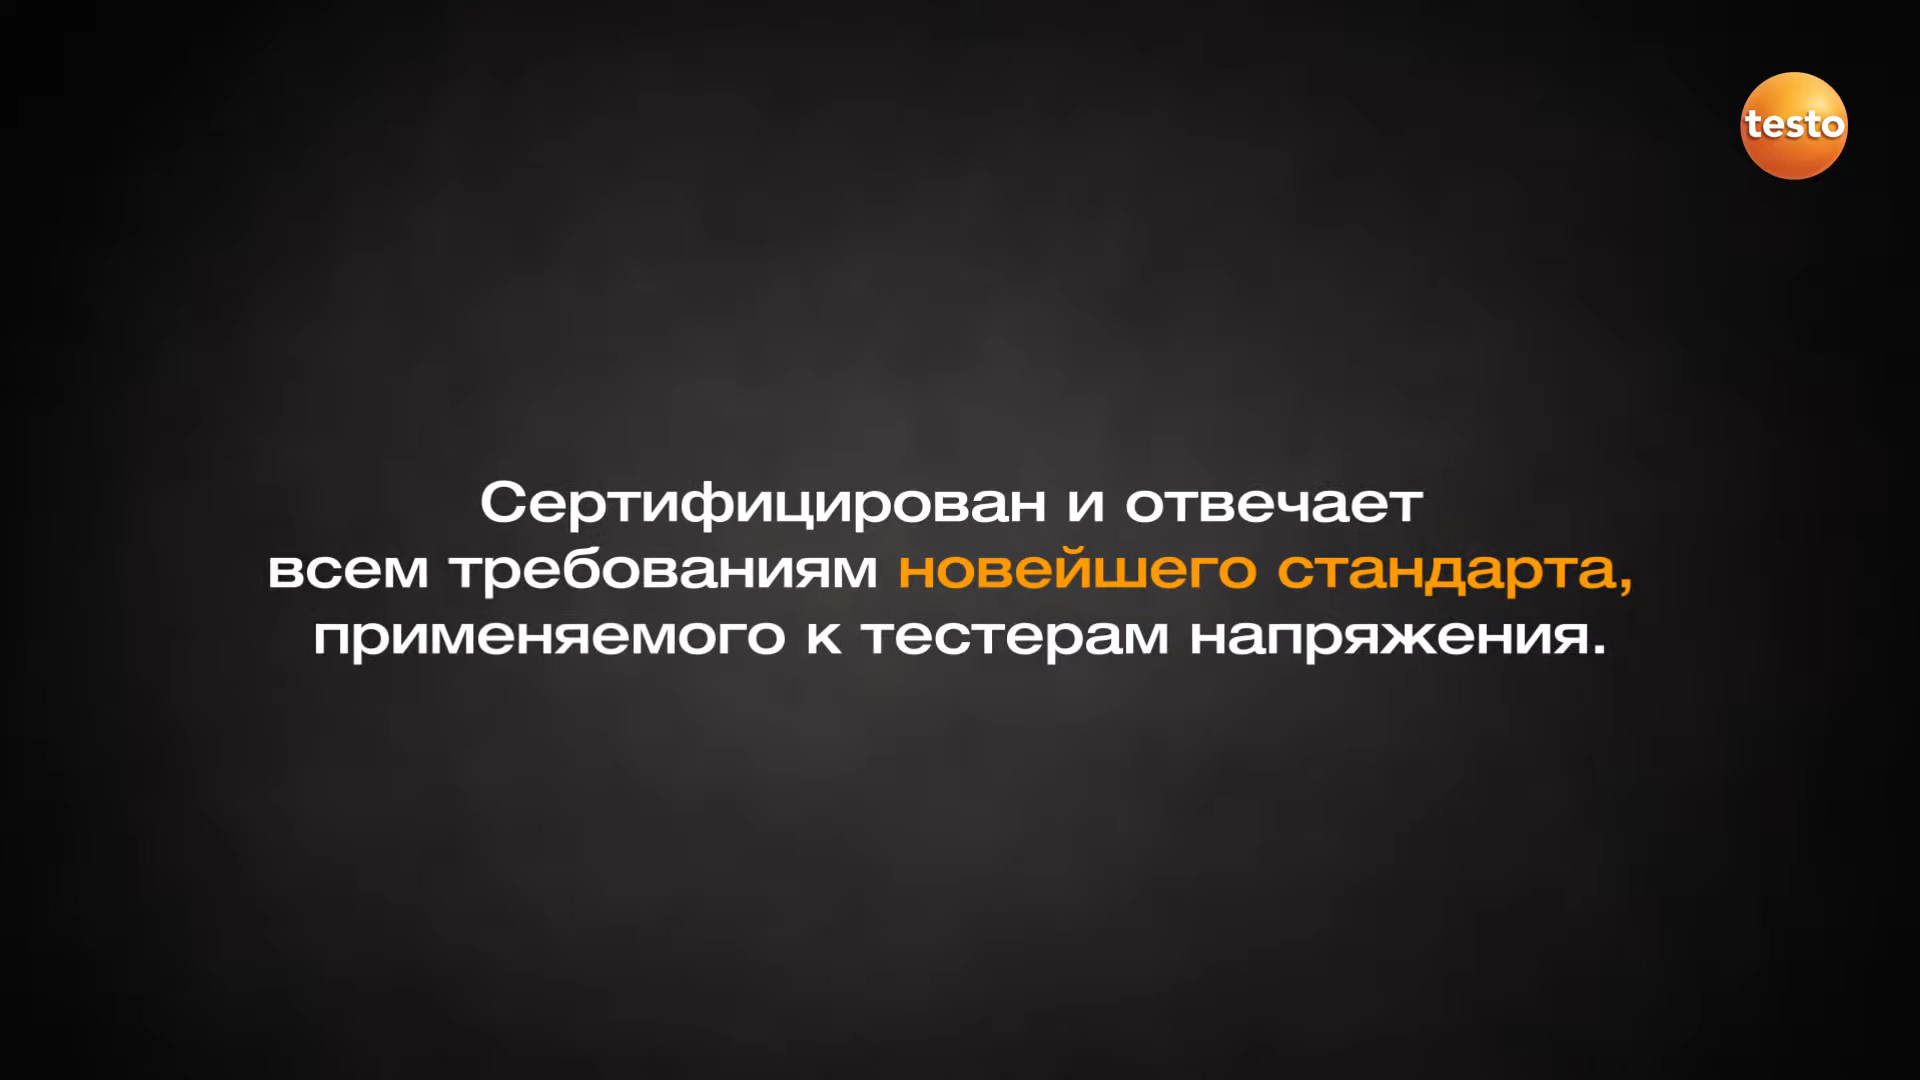 testo
Сертифицирован и отвечает
всем требованиям новейшего стандарта,
применяемого к тестерам напряжения.